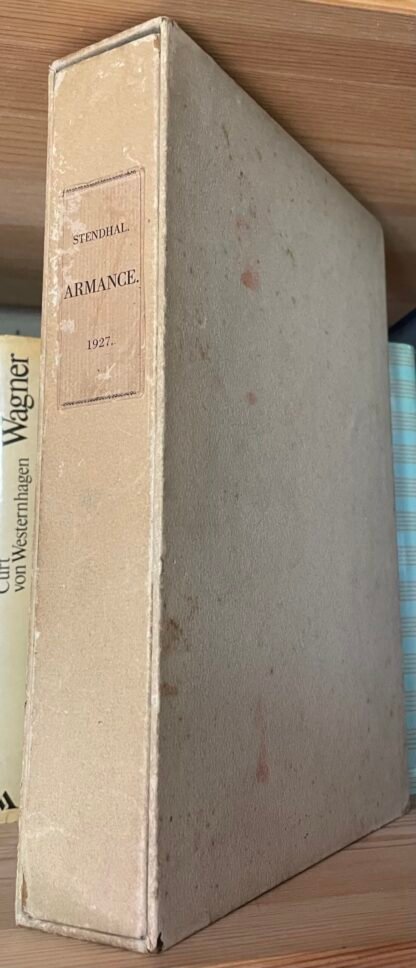 STENDHAL.
ARMANCE.
1927.
Curt
von Westernhagen
Wagner